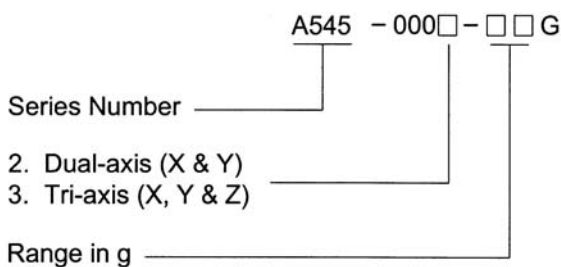 A545 – 000□ – □□G
Series Number
2. Dual-axis (X & Y)
3. Tri-axis (X, Y & Z)
Range in g